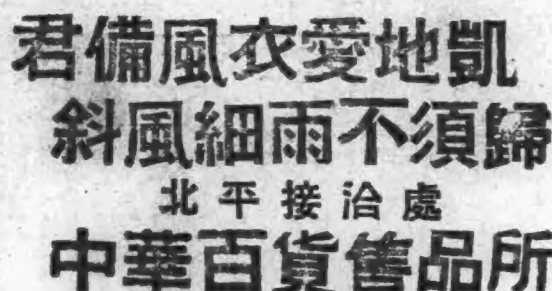 君備風衣愛地凱
斜風細雨不須歸
北平接洽處
中華百貨售品所